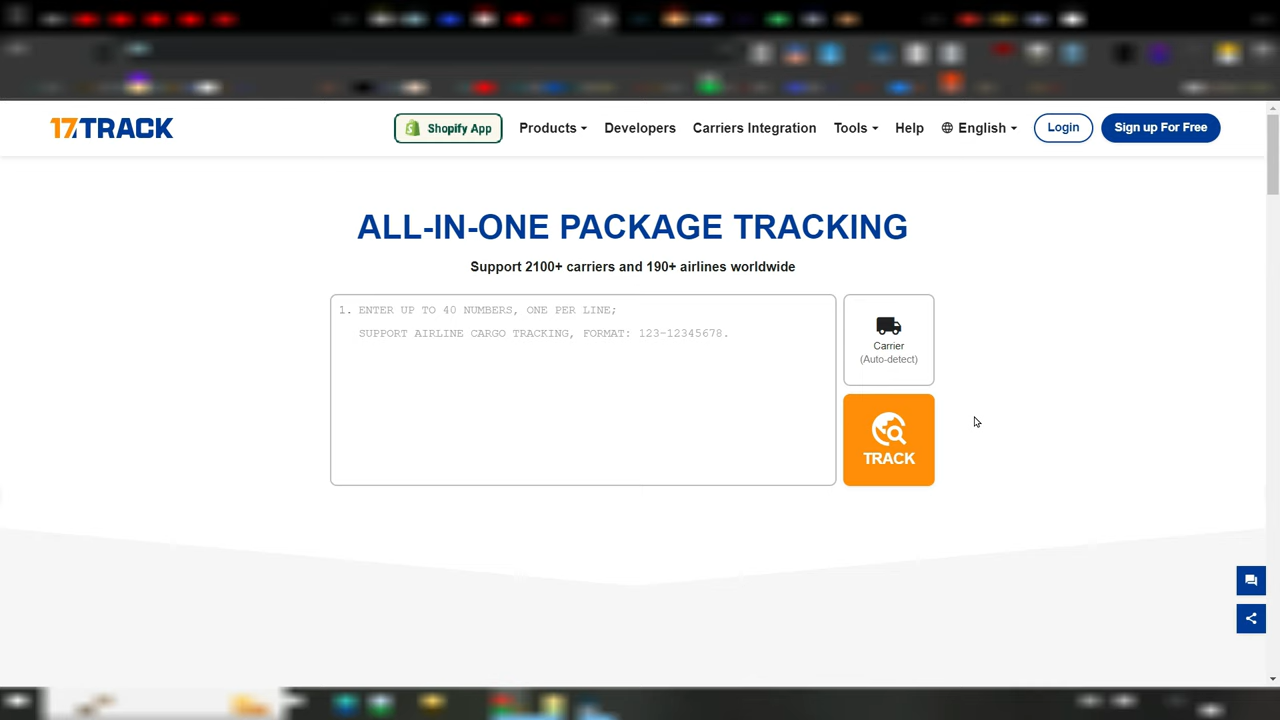 17TRACK
Shopify App
Products
Developers
Carriers Integration
Tools
Help
English
Login
Sign up For Free
ALL-IN-ONE PACKAGE TRACKING
Support 2100+ carriers and 190+ airlines worldwide
1. ENTER UP TO 40 NUMBERS, ONE PER LINE;
SUPPORT AIRLINE CARGO TRACKING, FORMAT: 123-12345678.
Carrier
(Auto-detect)
TRACK